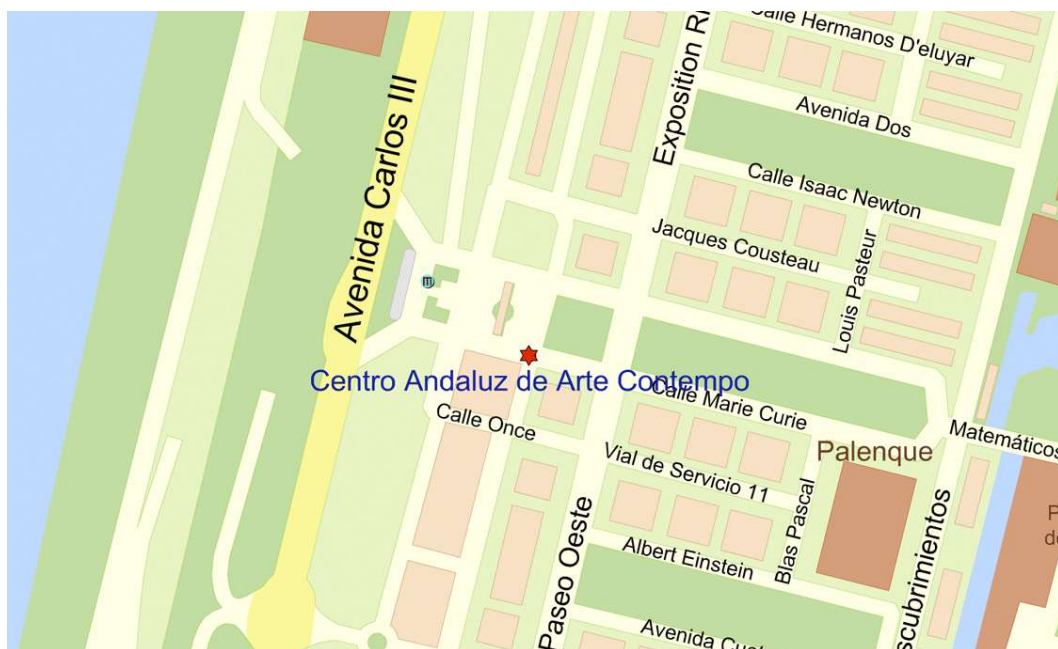 Calle Hermanos D'eluyar
Exposition R
Avenida Dos
Avenida Carlos III
Calle Isaac Newton
Jacques Cousteau
Louis Pasteur
m
Centro Andaluz de Arte Contempo
Calle Marie Curie
Calle Once
Palenque
Matemáticos
Vial de Servicio 11
Blas Pascal
Paseo Oeste
Albert Einstein
scubrimientos
P
de
Avenida Cu